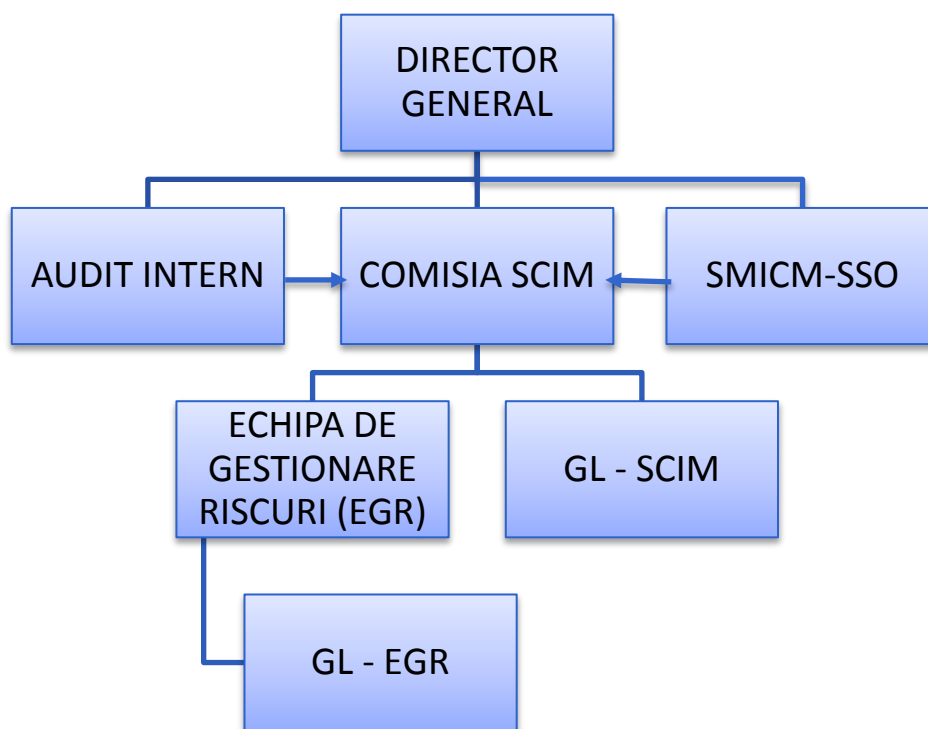 DIRECTOR
GENERAL
AUDIT INTERN
COMISIA SCIM
SMICM-SSO
ECHIPA DE
GESTIONARE
RISCURI (EGR)
GL - SCIM
GL - EGR